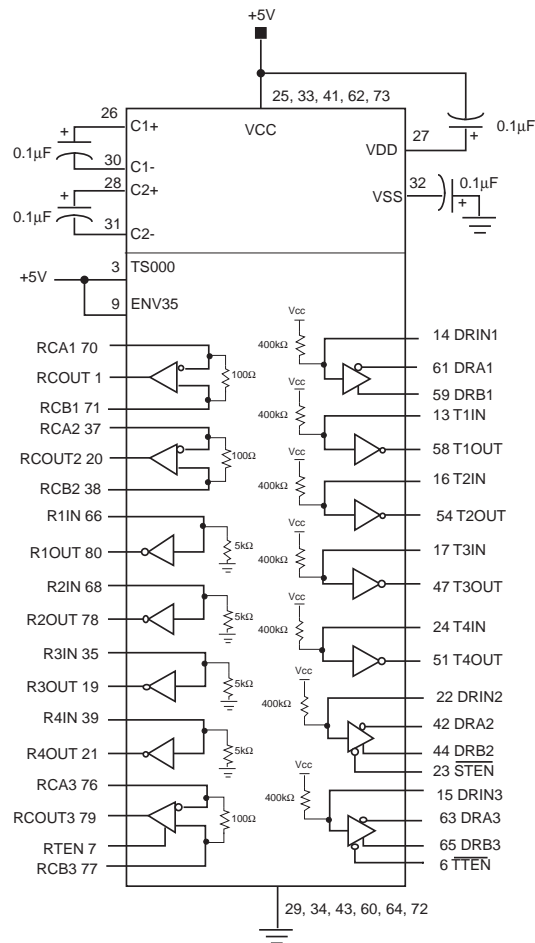 +5V
25, 33, 41, 62, 73
26
C1+
VCC
27
0.1µF
VDD
0.1µF
30
C1-
28
C2+
32
0.1µF
VSS
0.1µF
31
C2-
3
TS000
+5V
9
ENV35
Vcc
400kΩ
14 DRIN1
RCA1 70
61 DRA1
RCOUT 1
100Ω
59 DRB1
RCB1 71
Vcc
400kΩ
13 T1IN
RCA2 37
58 T1OUT
RCOUT2 20
100Ω
Vcc
400kΩ
16 T2IN
RCB2 38
54 T2OUT
R1IN 66
5kΩ
R1OUT 80
Vcc
400kΩ
17 T3IN
R2IN 68
47 T3OUT
5kΩ
R2OUT 78
Vcc
400kΩ
24 T4IN
R3IN 35
51 T4OUT
5kΩ
R3OUT 19
Vcc
400kΩ
22 DRIN2
R4IN 39
42 DRA2
5kΩ
R4OUT 21
44 DRB2
23 STEN
Vcc
400kΩ
15 DRIN3
RCA3 76
63 DRA3
RCOUT3 79
100Ω
65 DRB3
RTEN 7
6 TTEN
RCB3 77
29, 34, 43, 60, 64, 72